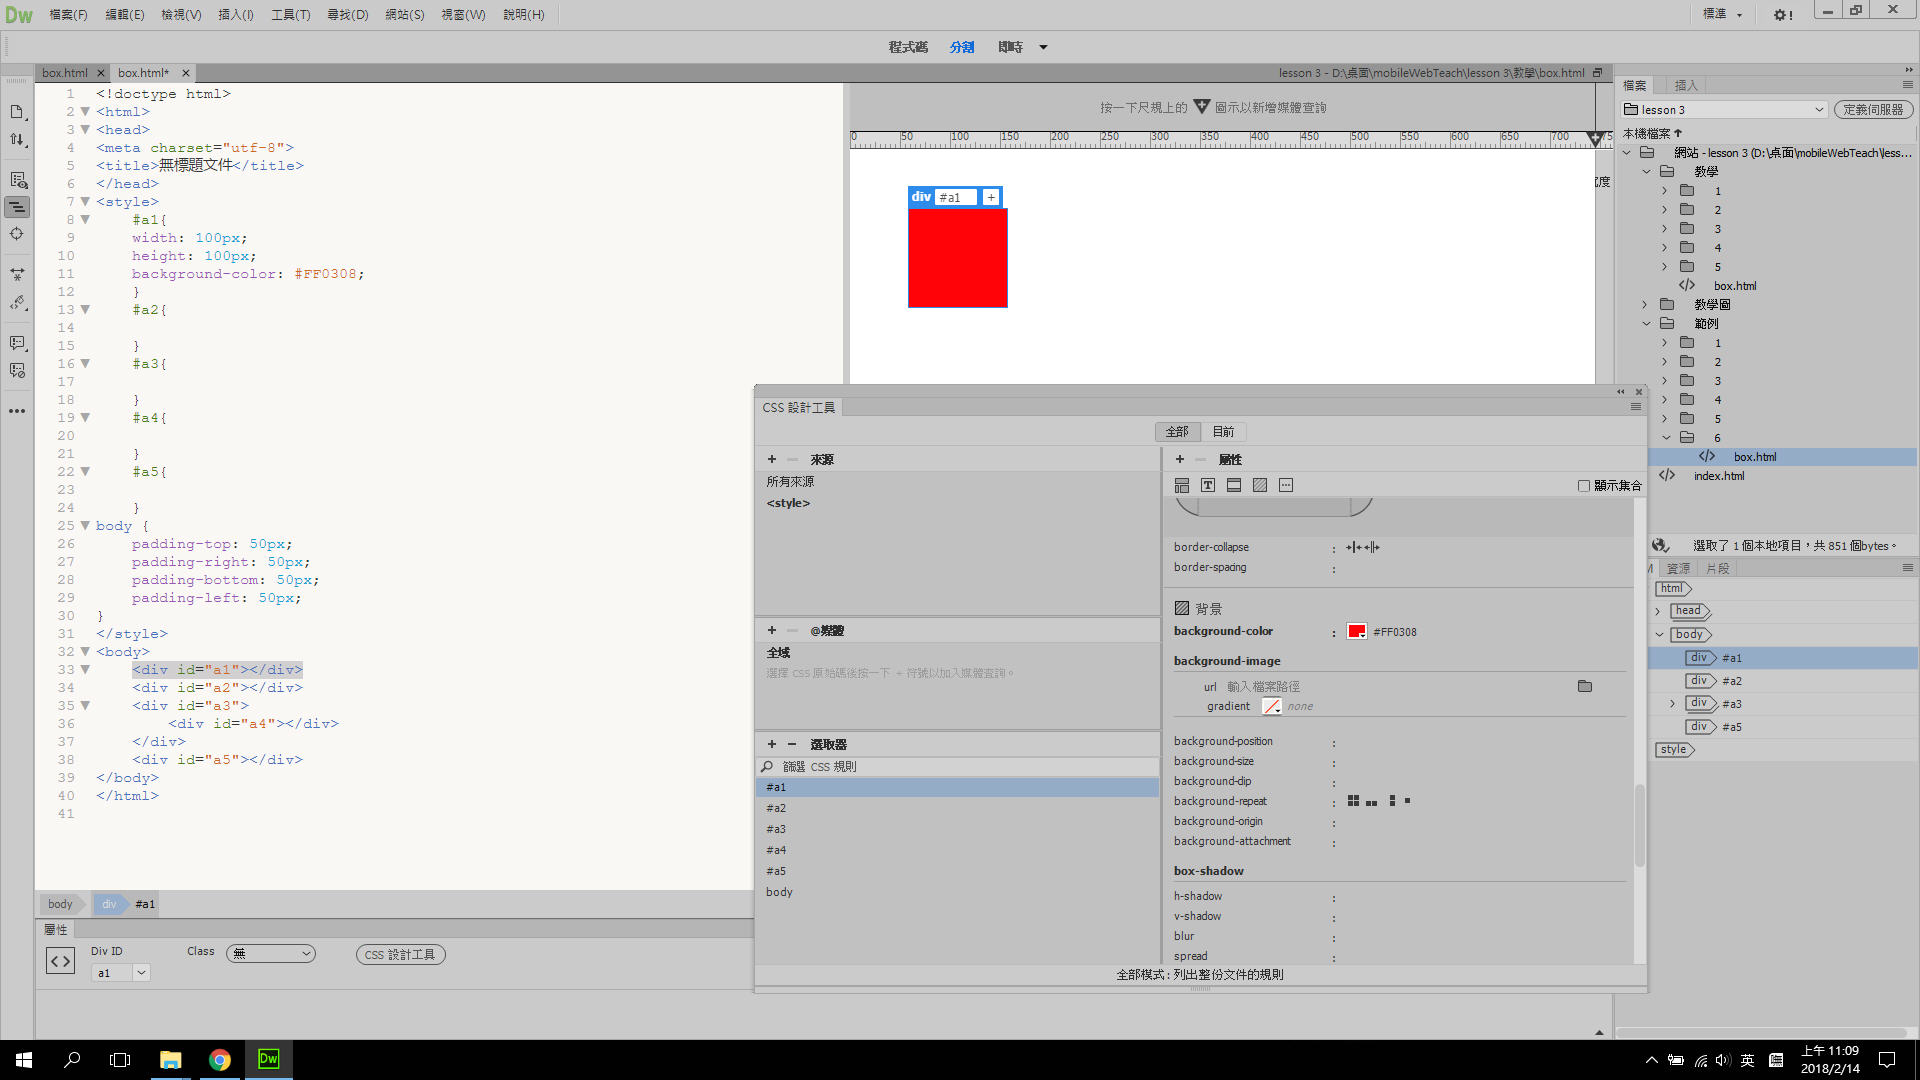 Dw 檔案(F) 編輯(E) 檢視(V) 插入(I) 工具(T) 尋找(D) 網站(S) 視窗(W) 說明(H) 標準
程式碼 分割 即時
box.html × box.html* × lesson 3 - D:\桌面\mobileWebTeach\lesson 3\教學\box.html
1 <!doctype html>
2 <html>
3 <head>
4 <meta charset="utf-8">
5 <title>無標題文件</title>
6 </head>
7 <style>
8 #a1{
9 width: 100px;
10 height: 100px;
11 background-color: #FF0308;
12 }
13 #a2{
14
15 }
16 #a3{
17
18 }
19 #a4{
20
21 }
22 #a5{
23
24 }
25 body {
26 padding-top: 50px;
27 padding-right: 50px;
28 padding-bottom: 50px;
29 padding-left: 50px;
30 }
31 </style>
32 <body>
33 <div id="a1"></div>
34 <div id="a2"></div>
35 <div id="a3">
36 <div id="a4"></div>
37 </div>
38 <div id="a5"></div>
39 </body>
40 </html>
41
body div #a1
屬性
Div ID Class 無 CSS 設計工具
a1
按一下尺規上的 圖示以新增媒體查詢
0 50 100 150 200 250 300 350 400 450 500 550 600 650 700
div #a1 +
CSS 設計工具
全部 目前
+ − 來源
所有來源
<style>
+ − @媒體
全域
選擇 CSS 原始碼後按一下 + 符號以加入媒體查詢。
+ − 選取器
篩選 CSS 規則
#a1
#a2
#a3
#a4
#a5
body
+ − 屬性
顯示集合
border-collapse :
border-spacing :
背景
background-color : #FF0308
background-image
url 輸入檔案路徑
gradient none
background-position :
background-size :
background-clip :
background-repeat :
background-origin :
background-attachment :
box-shadow
h-shadow :
v-shadow :
blur :
spread :
全部模式 : 列出整份文件的規則
檔案 插入
lesson 3 定義伺服器
本機檔案
網站 - lesson 3 (D:\桌面\mobileWebTeach\less...
教學
1
2
3
4
5
box.html
教學圖
範例
1
2
3
4
5
6
box.html
index.html
選取了 1 個本地項目，共 851 個bytes。
資源 片段
html
head
body
div #a1
div #a2
div #a3
div #a5
style
Dw 英 上午 11:09
2018/2/14